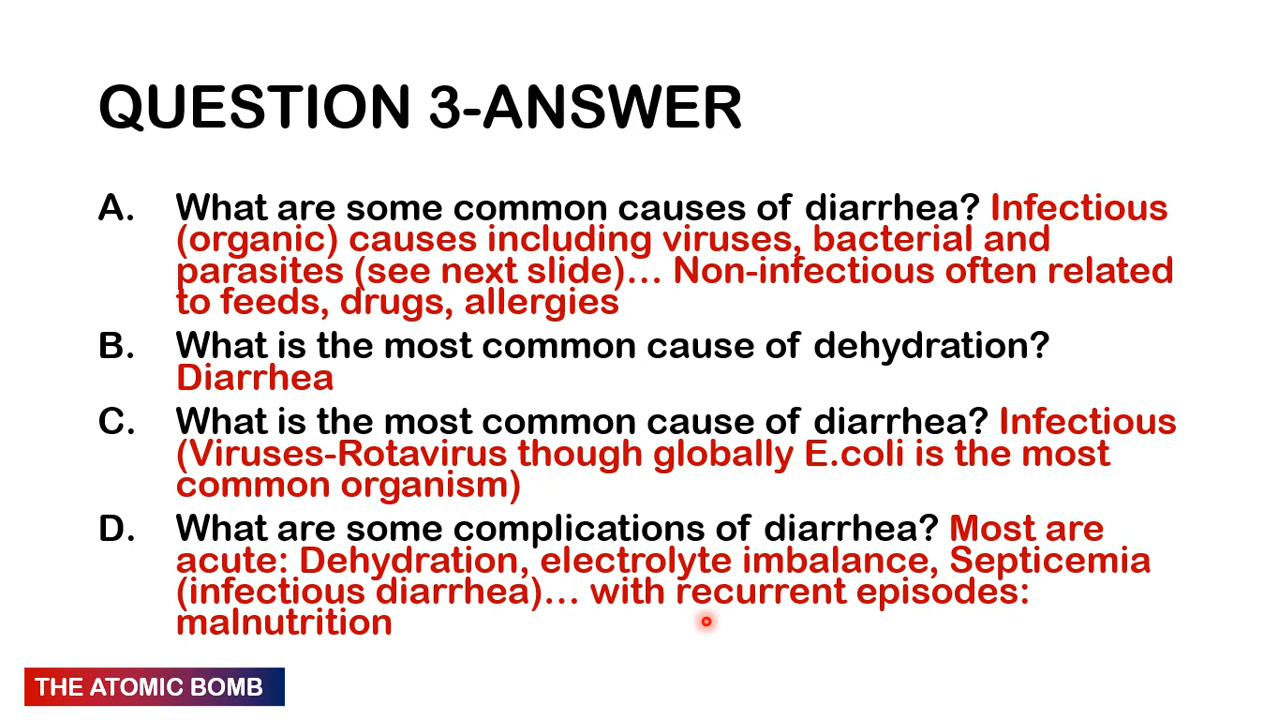 QUESTION 3-ANSWER
A. What are some common causes of diarrhea? Infectious
(organic) causes including viruses, bacterial and
parasites (see next slide)... Non-infectious often related
to feeds, drugs, allergies
B. What is the most common cause of dehydration?
Diarrhea
C. What is the most common cause of diarrhea? Infectious
(Viruses-Rotavirus though globally E.coli is the most
common organism)
D. What are some complications of diarrhea? Most are
acute: Dehydration, electrolyte imbalance, Septicemia
(infectious diarrhea)... with recurrent episodes:
malnutrition
THE ATOMIC BOMB